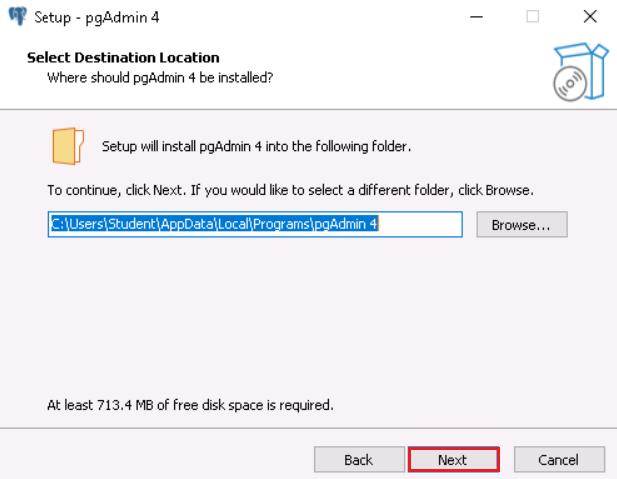 Setup - pgAdmin 4
Select Destination Location
Where should pgAdmin 4 be installed?
Setup will install pgAdmin 4 into the following folder.
To continue, click Next. If you would like to select a different folder, click Browse.
C:\Users\Student\AppData\Local\Programs\pgAdmin 4
Browse...
At least 713.4 MB of free disk space is required.
Back
Next
Cancel